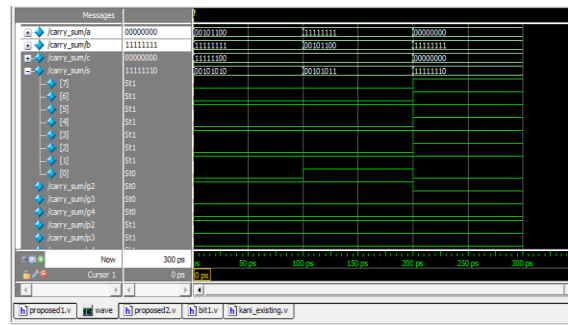 Messages
/carry_sum/a 00000000 00101100 11111111 00000000
/carry_sum/b 11111111 11111111 00101100 11111111
/carry_sum/c 00000000 11111100 00000000
/carry_sum/s 11111110 00101010 00101011 11111110
[7] St1
[6] St1
[5] St1
[4] St1
[3] St1
[2] St1
[1] St1
[0] St0
/carry_sum/g2 St0
/carry_sum/g3 St0
/carry_sum/g4 St0
/carry_sum/p2 St1
/carry_sum/p3 St1
Now 300 ps ps 50 ps 100 ps 150 ps 200 ps 250 ps 300 ps
Cursor 1 0 ps 0 ps
proposed1.v wave proposed2.v bit1.v kani_existing.v